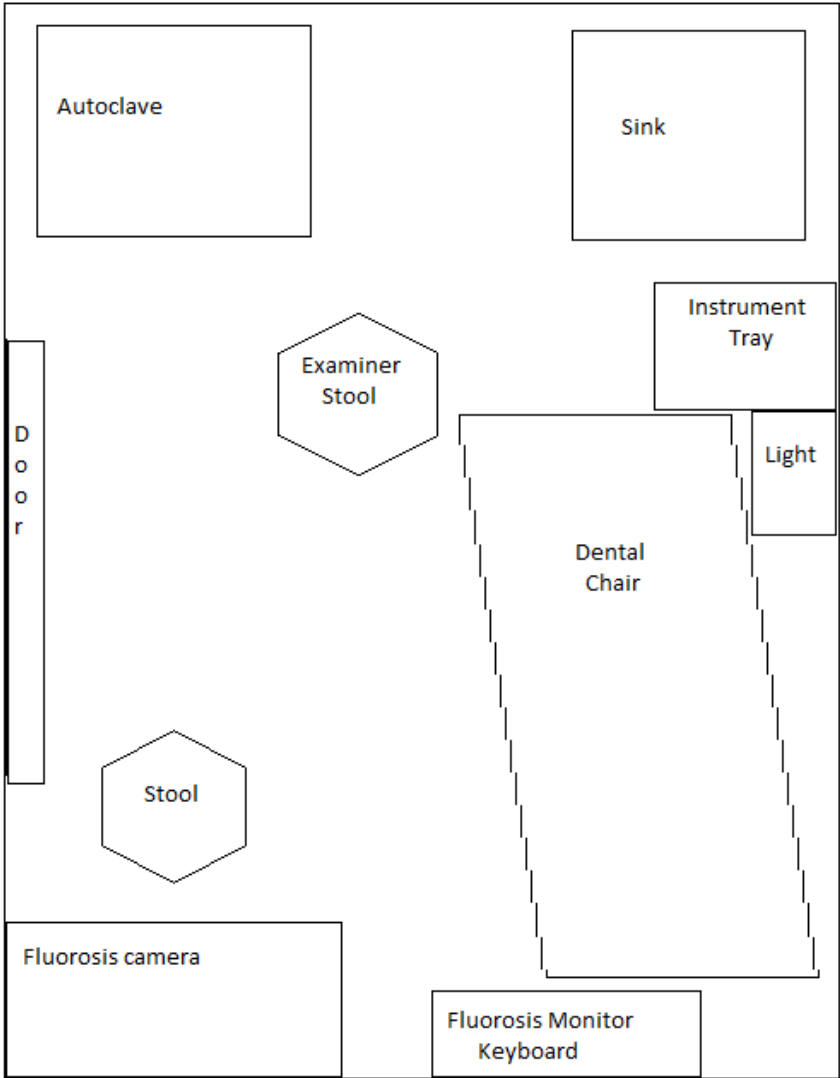 Autoclave
Sink
Instrument
Tray
Examiner
Stool
D
o
o
r
Light
Dental
Chair
Stool
Fluorosis camera
Fluorosis Monitor
Keyboard